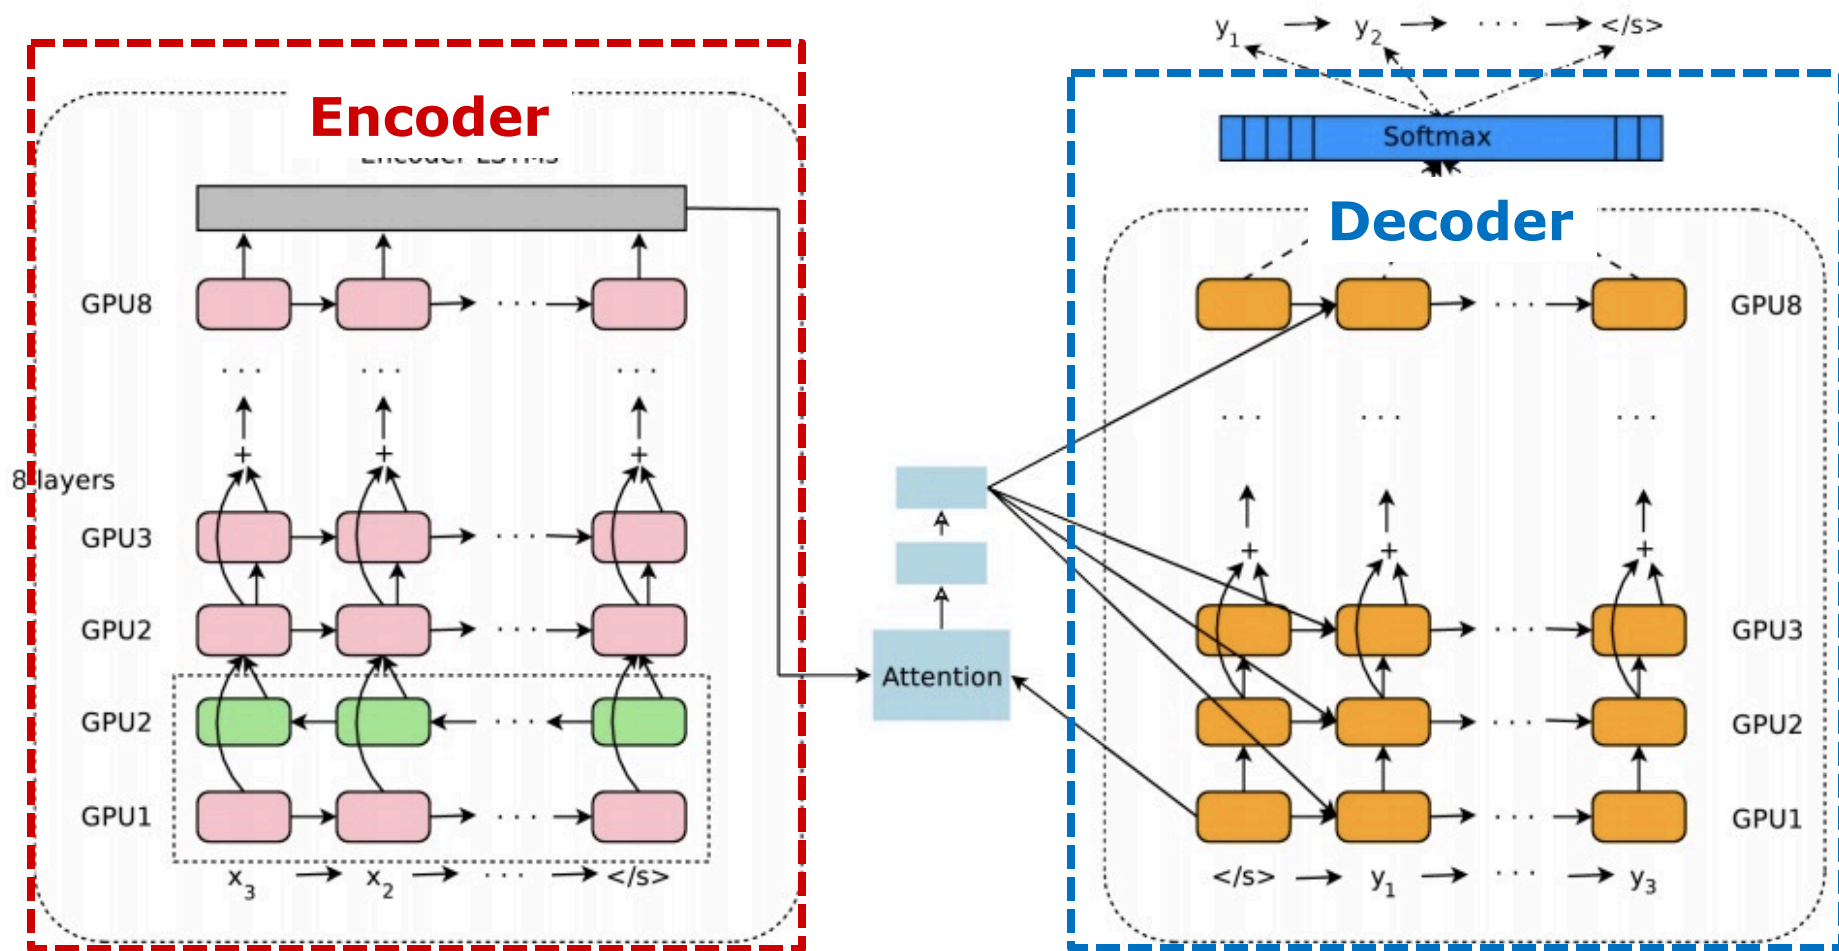 y1 y2 ... </s>
Encoder
Softmax
Decoder
GPU8
...
... ... ...
8 layers
+ + +
GPU3 ...
GPU2 ...
GPU2 ...
GPU1 ...
x3 x2 ... </s>
Attention
... GPU8
... ... ...
+ + +
... GPU3
... GPU2
... GPU1
</s> y1 ... y3